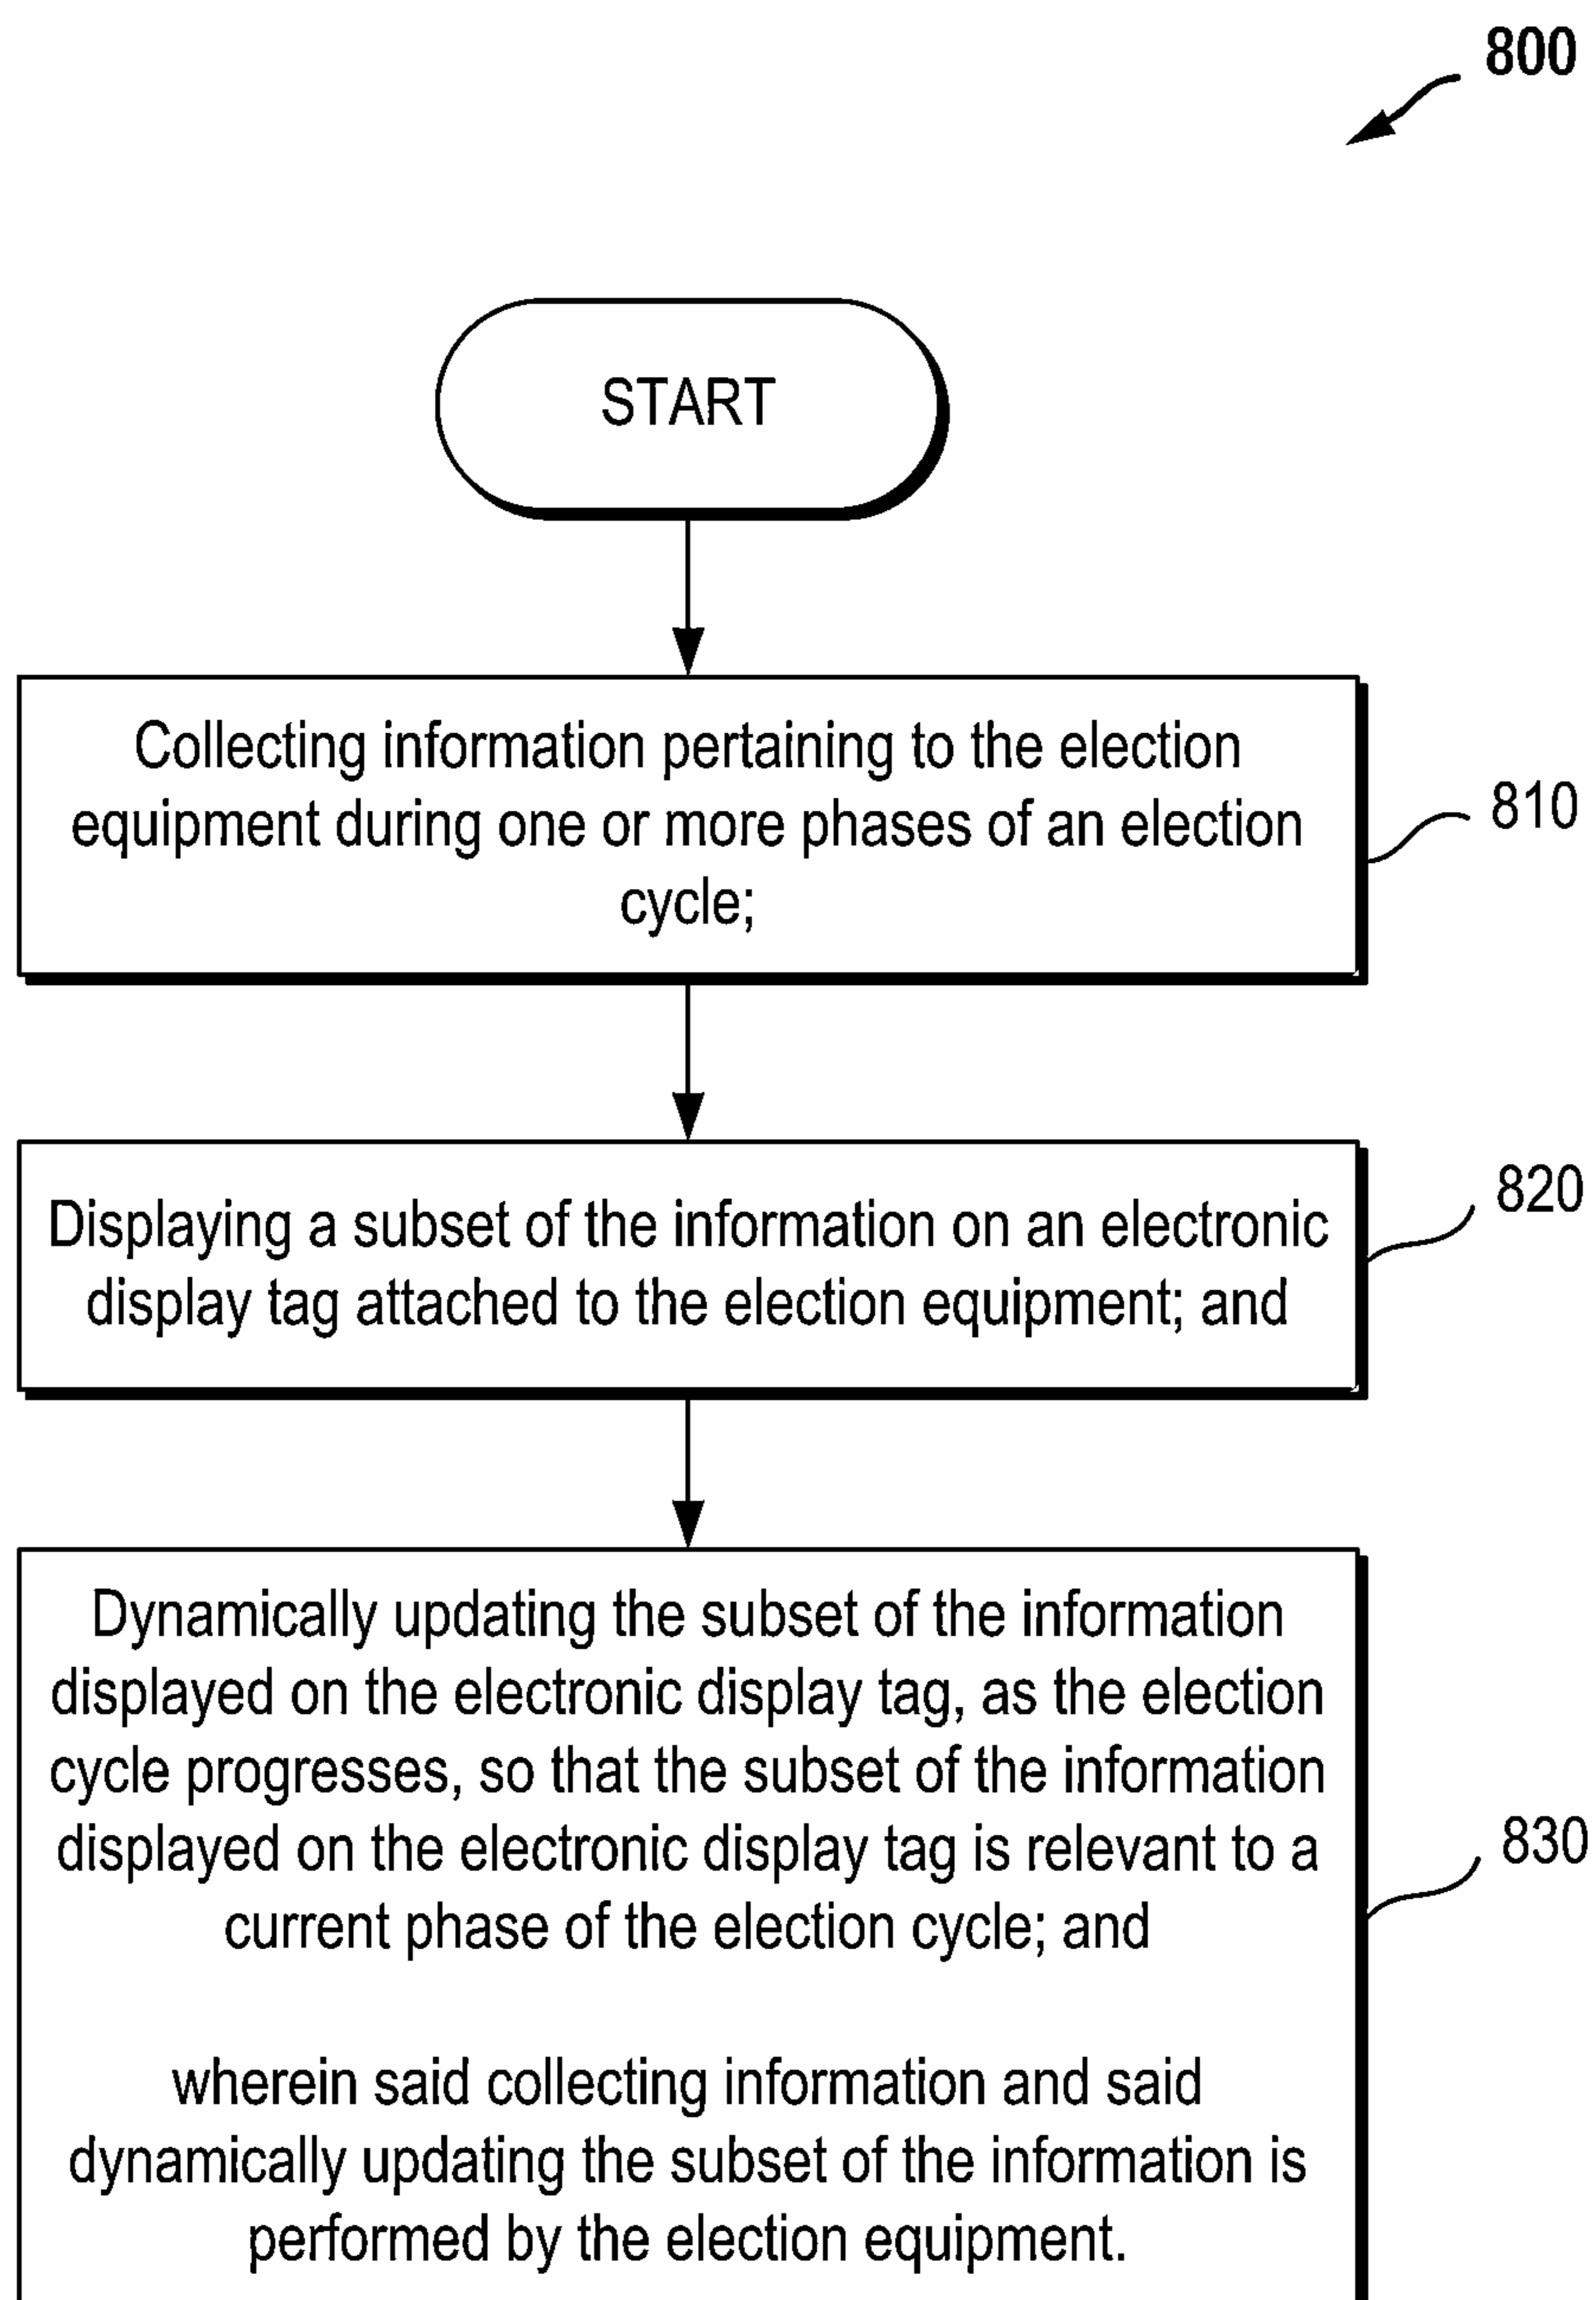 800
START
Collecting information pertaining to the election
equipment during one or more phases of an election
cycle;
810
Displaying a subset of the information on an electronic
display tag attached to the election equipment; and
820
Dynamically updating the subset of the information
displayed on the electronic display tag, as the election
cycle progresses, so that the subset of the information
displayed on the electronic display tag is relevant to a
current phase of the election cycle; and
wherein said collecting information and said
dynamically updating the subset of the information is
performed by the election equipment.
830